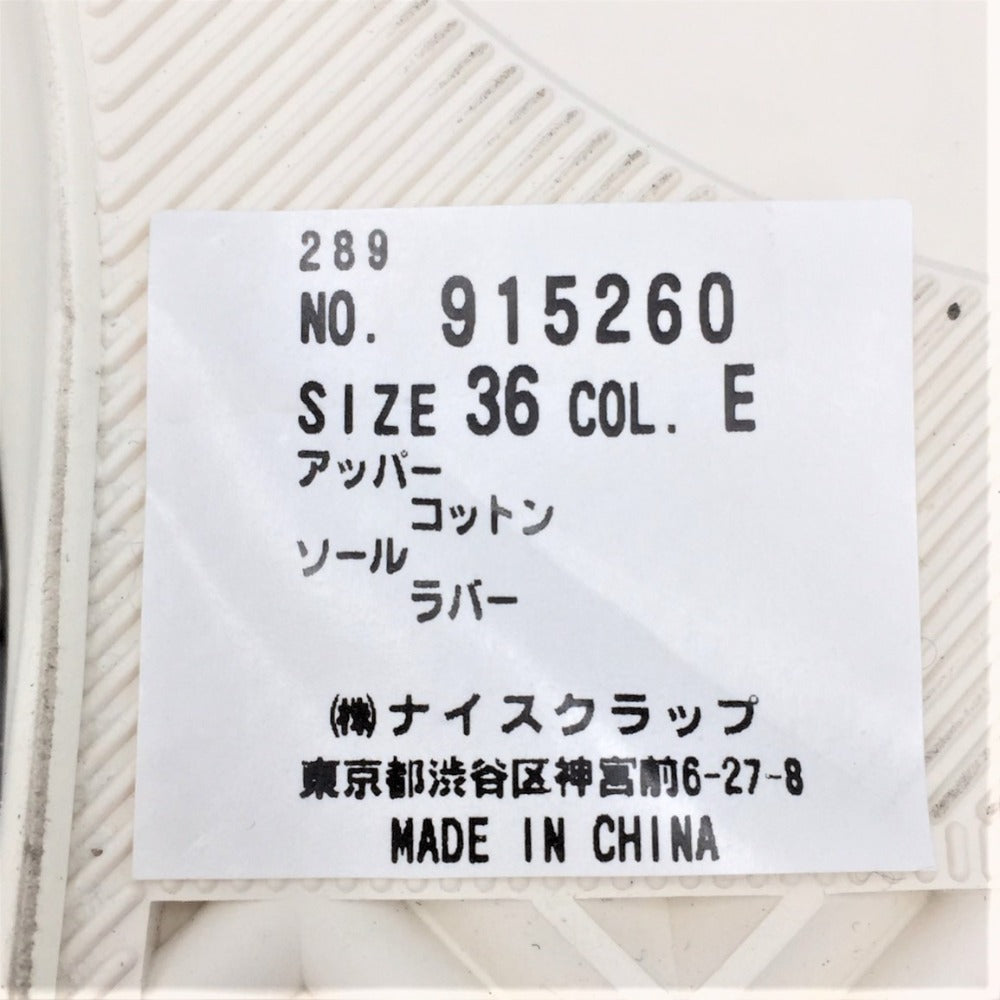 289
NO. 915260
SIZE 36 COL. E
アッパー
コットン
ソール
ラバー
㈱ナイスクラップ
東京都渋谷区神宮前6-27-8
MADE IN CHINA